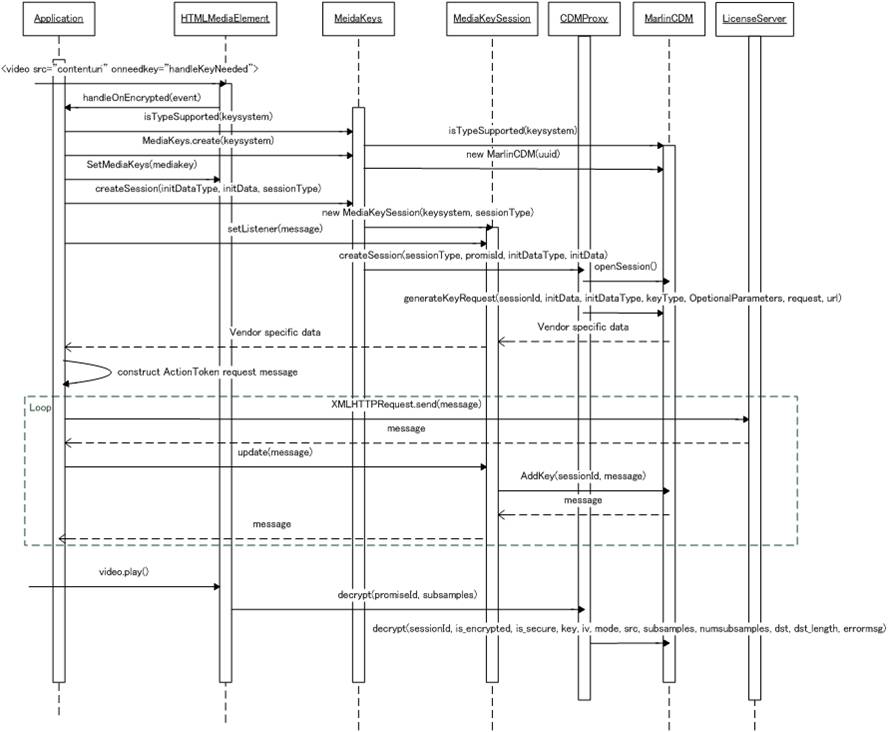 Application HTMLMediaElement MeidaKeys MediaKeySession CDMProxy MarlinCDM LicenseServer
<video src="contenturi" onneedkey="handleKeyNeeded">
handleOnEncrypted(event)
isTypeSupported(keysystem)
isTypeSupported(keysystem)
MediaKeys.create(keysystem)
new MarlinCDM(uuid)
SetMediaKeys(mediakey)
createSession(initDataType, initData, sessionType)
new MediaKeySession(keysystem, sessionType)
setListener(message)
createSession(sessionType, promisId, initDataType, initData)
openSession()
generateKeyRequest(sessionId, initData, initDataType, keyType, OpetionalParameters, request, url)
Vendor specific data
Vendor specific data
construct ActionToken request message
Loop
XMLHTTPRequest.send(message)
message
update(message)
AddKey(sessionId, message)
message
message
video.play()
decrypt(promiseId, subsamples)
decrypt(sessionId, is_encrypted, is_secure, key, iv, mode, src, subsamples, numsubsamples, dst, dst_length, errormsg)